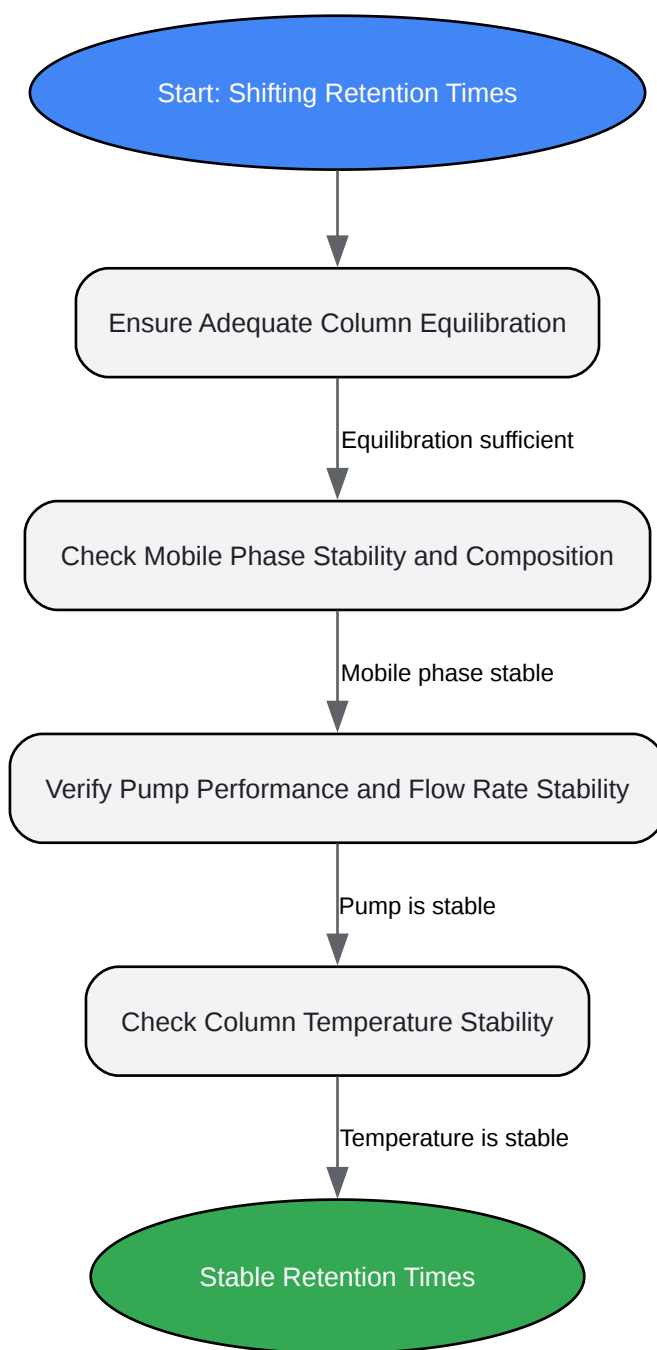 Start: Shifting Retention Times
Ensure Adequate Column Equilibration
Equilibration sufficient
Check Mobile Phase Stability and Composition
Mobile phase stable
Verify Pump Performance and Flow Rate Stability
Pump is stable
Check Column Temperature Stability
Temperature is stable
Stable Retention Times